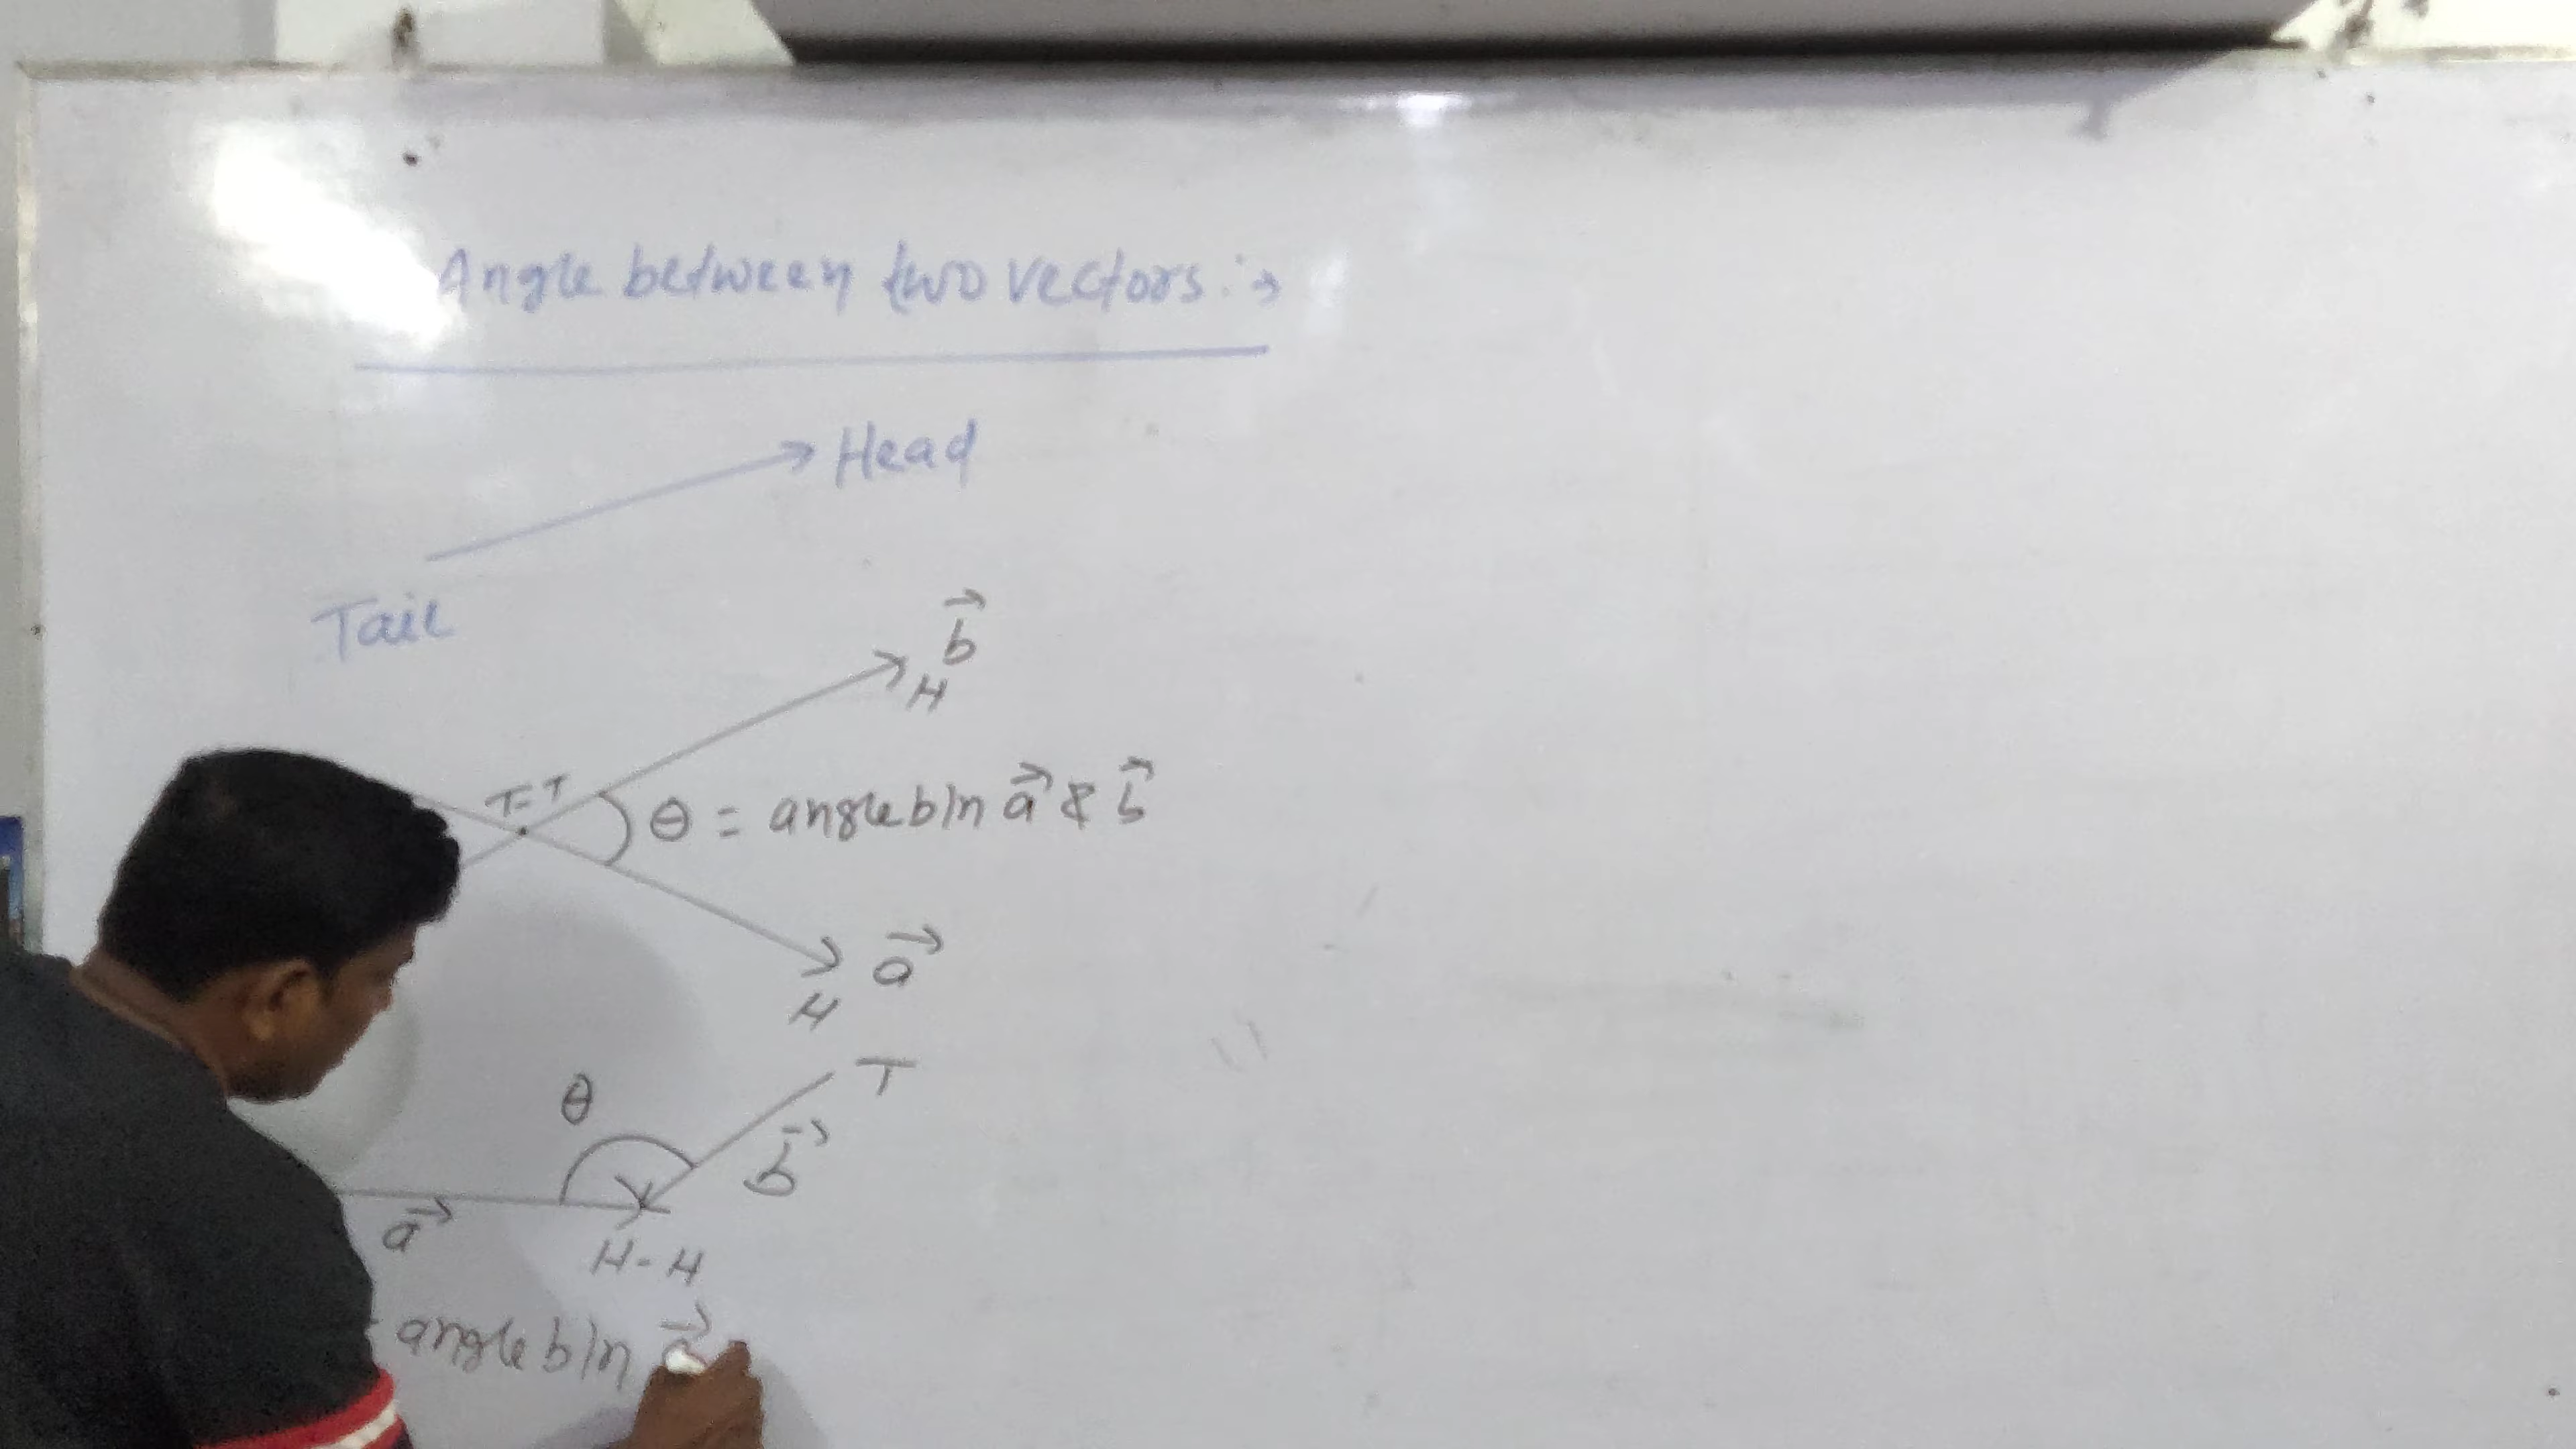 Angle between two vectors :→
Head
Tail
b⃗
H
T=T
θ = angle b/n a⃗ & b⃗
a⃗
H
T
θ
b⃗
a⃗
H-H
angle b/n a⃗